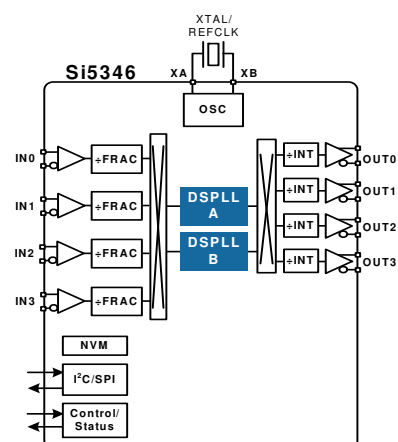 XTAL/
REFCLK
Si5346
XA
XB
OSC
IN0
÷FRAC
÷INT
OUT0
IN1
÷FRAC
DSPLL
A
÷INT
OUT1
IN2
÷FRAC
DSPLL
B
÷INT
OUT2
IN3
÷FRAC
÷INT
OUT3
NVM
I²C/SPI
Control/
Status